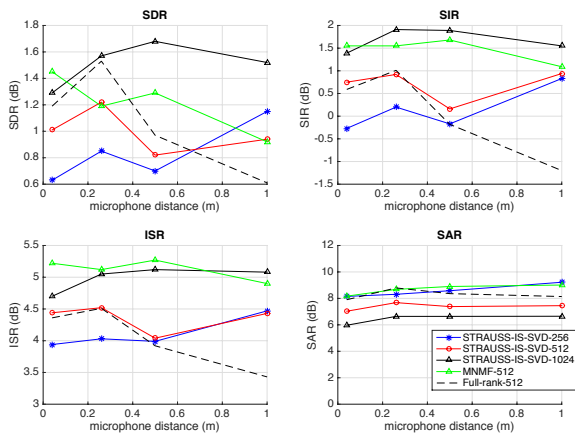 SDR
1.8
1.6
1.4
1.2
1
0.8
0.6
SDR (dB)
0 0.2 0.4 0.6 0.8 1
microphone distance (m)
SIR
2
1.5
1
0.5
0
-0.5
-1
-1.5
SIR (dB)
0 0.2 0.4 0.6 0.8 1
microphone distance (m)
ISR
5.5
5
4.5
4
3.5
3
ISR (dB)
0 0.2 0.4 0.6 0.8 1
microphone distance (m)
SAR
12
10
8
6
4
2
0
SAR (dB)
STRAUSS-IS-SVD-256
STRAUSS-IS-SVD-512
STRAUSS-IS-SVD-1024
MNMF-512
Full-rank-512
0 0.2 0.4 0.6 0.8 1
microphone distance (m)